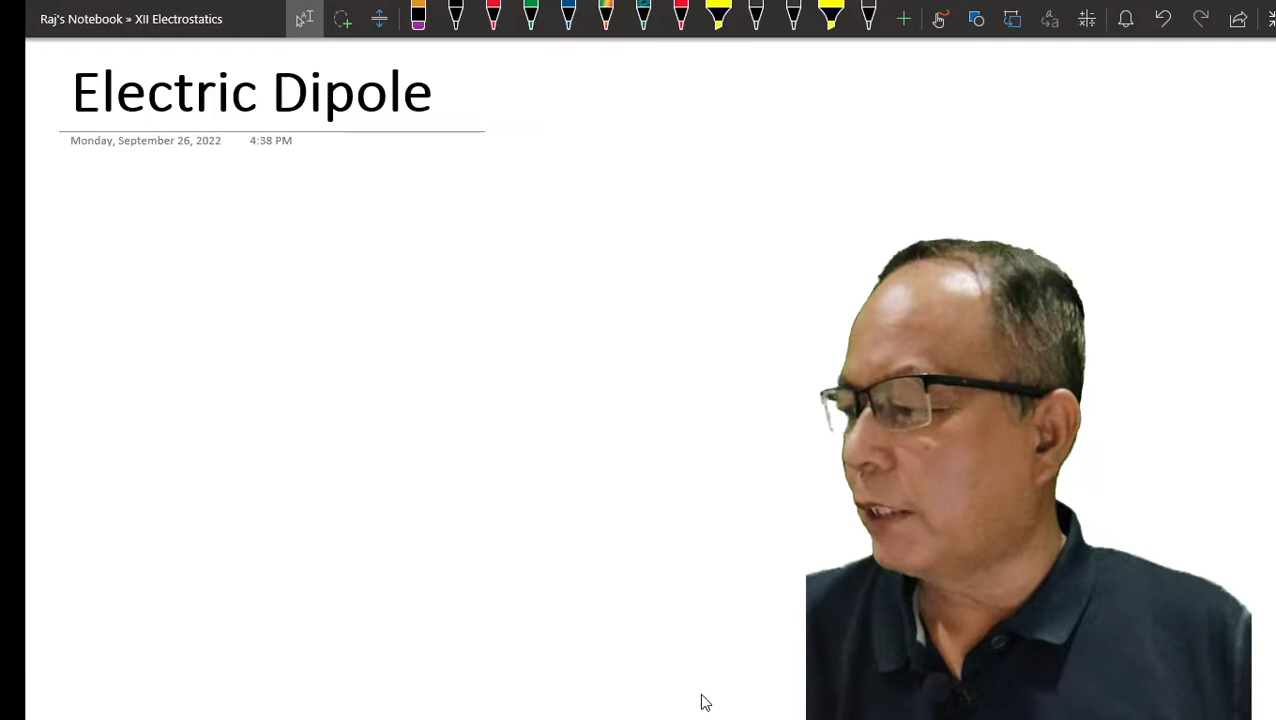 Raj's Notebook » XII Electrostatics
Electric Dipole
Monday, September 26, 2022 4:38 PM